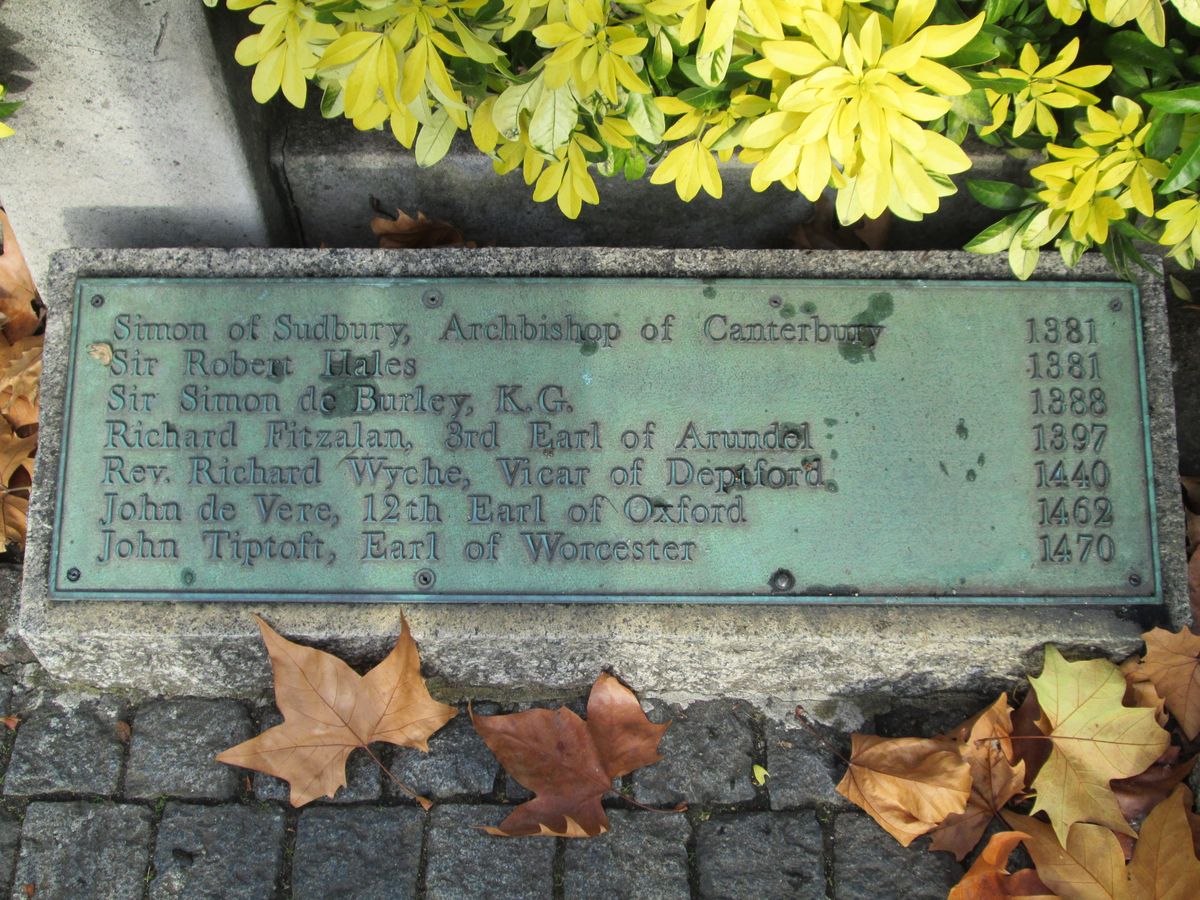 Simon of Sudbury, Archbishop of Canterbury 1381
Sir Robert Hales 1381
Sir Simon de Burley, K.G. 1388
Richard Fitzalan, 3rd Earl of Arundel 1397
Rev. Richard Wyche, Vicar of Deptford 1440
John de Vere, 12th Earl of Oxford 1462
John Tiptoft, Earl of Worcester 1470